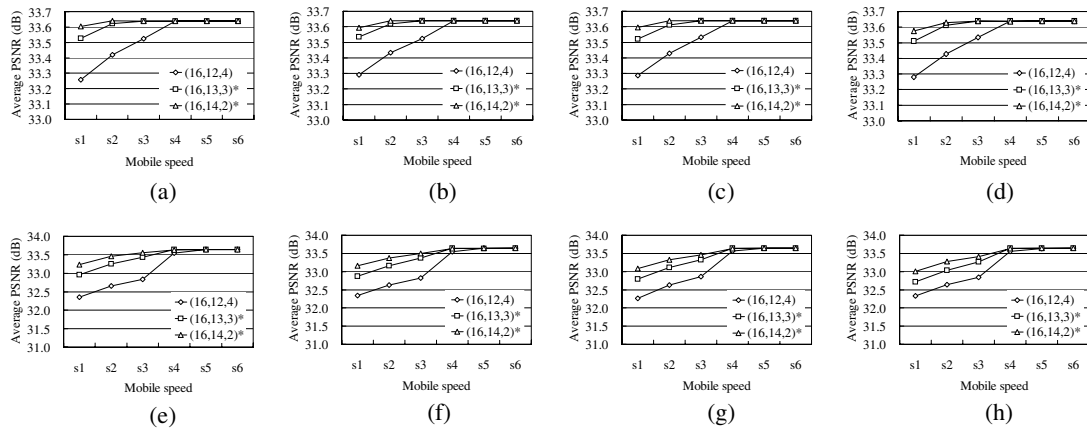 Average PSNR (dB)
33.7
33.6
33.5
33.4
33.3
33.2
33.1
33.0
(16,12,4)
(16,13,3)*
(16,14,2)*
s1 s2 s3 s4 s5 s6
Mobile speed
(a)
Average PSNR (dB)
33.7
33.6
33.5
33.4
33.3
33.2
33.1
33.0
(16,12,4)
(16,13,3)*
(16,14,2)*
s1 s2 s3 s4 s5 s6
Mobile speed
(b)
Average PSNR (dB)
33.7
33.6
33.5
33.4
33.3
33.2
33.1
33.0
(16,12,4)
(16,13,3)*
(16,14,2)*
s1 s2 s3 s4 s5 s6
Mobile speed
(c)
Average PSNR (dB)
33.7
33.6
33.5
33.4
33.3
33.2
33.1
33.0
(16,12,4)
(16,13,3)*
(16,14,2)*
s1 s2 s3 s4 s5 s6
Mobile speed
(d)
Average PSNR (dB)
34.0
33.5
33.0
32.5
32.0
31.5
31.0
(16,12,4)
(16,13,3)*
(16,14,2)*
s1 s2 s3 s4 s5 s6
Mobile speed
(e)
Average PSNR (dB)
34.0
33.5
33.0
32.5
32.0
31.5
31.0
(16,12,4)
(16,13,3)*
(16,14,2)*
s1 s2 s3 s4 s5 s6
Mobile speed
(f)
Average PSNR (dB)
34.0
33.5
33.0
32.5
32.0
31.5
31.0
(16,12,4)
(16,13,3)*
(16,14,2)*
s1 s2 s3 s4 s5 s6
Mobile speed
(g)
Average PSNR (dB)
34.0
33.5
33.0
32.5
32.0
31.5
31.0
(16,12,4)
(16,13,3)*
(16,14,2)*
s1 s2 s3 s4 s5 s6
Mobile speed
(h)